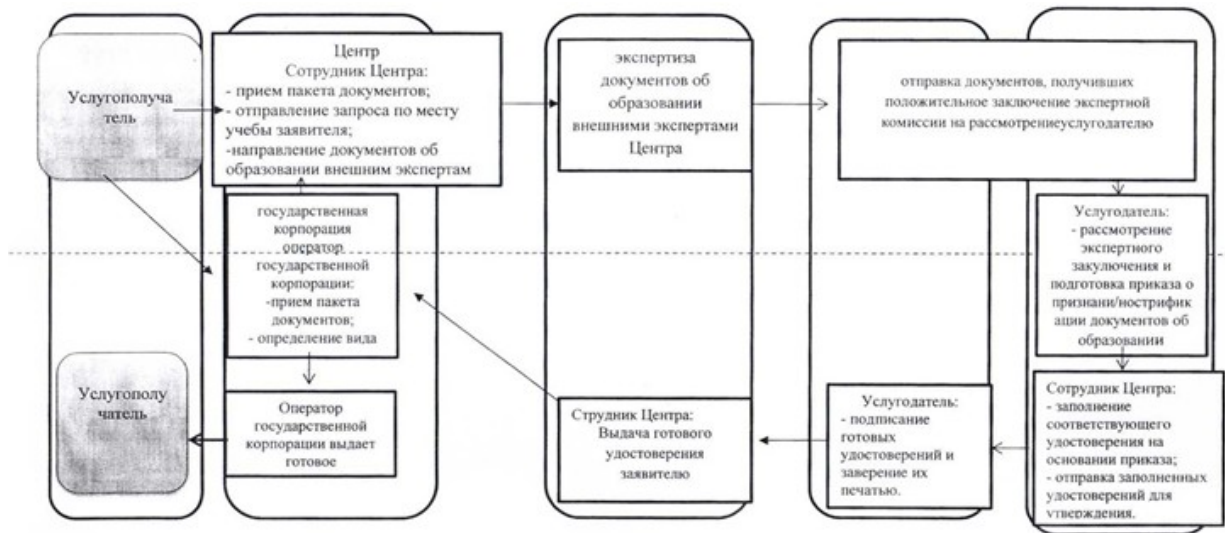 Услугополуча
тель
Центр
Сотрудник Центра:
- прием пакета документов;
- отправление запроса по месту
учебы заявителя;
-направление документов об
образовании внешним экспертам
экспертиза
документов об
образовании
внешними экспертами
Центра
отправка документов, получивших
положительное заключение экспертной
комиссии на рассмотрениеуслугодателю
государственная
корпорация
оператор
государственной
корпорации:
-прием пакета
документов;
- определение вида
Услугодатель:
- рассмотрение
экспертного
закулючения и
подготовка приказа о
признани/нострифик
ации документов об
образовании
Услугополу
чатель
Оператор
государственной
корпорации выдает
готовое
Струдник Центра:
Выдача готового
удостоверения
заявителю
Услугодатель:
- подписание
готовых
удостоверений и
заверение их
печатью.
Сотрудник Центра:
- заполнение
соответствующего
удостоверения на
основании приказа;
- отправка заполненных
удостоверений для
утверждения.